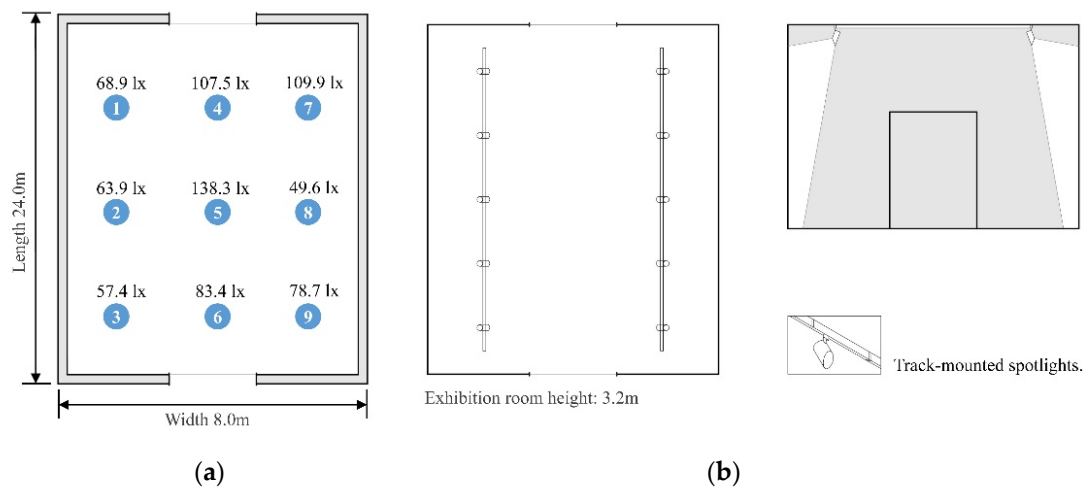 68.9 lx 107.5 lx 109.9 lx
1 4 7
63.9 lx 138.3 lx 49.6 lx
2 5 8
57.4 lx 83.4 lx 78.7 lx
3 6 9
Length 24.0m
Width 8.0m
(a)
Exhibition room height: 3.2m
Track-mounted spotlights.
(b)